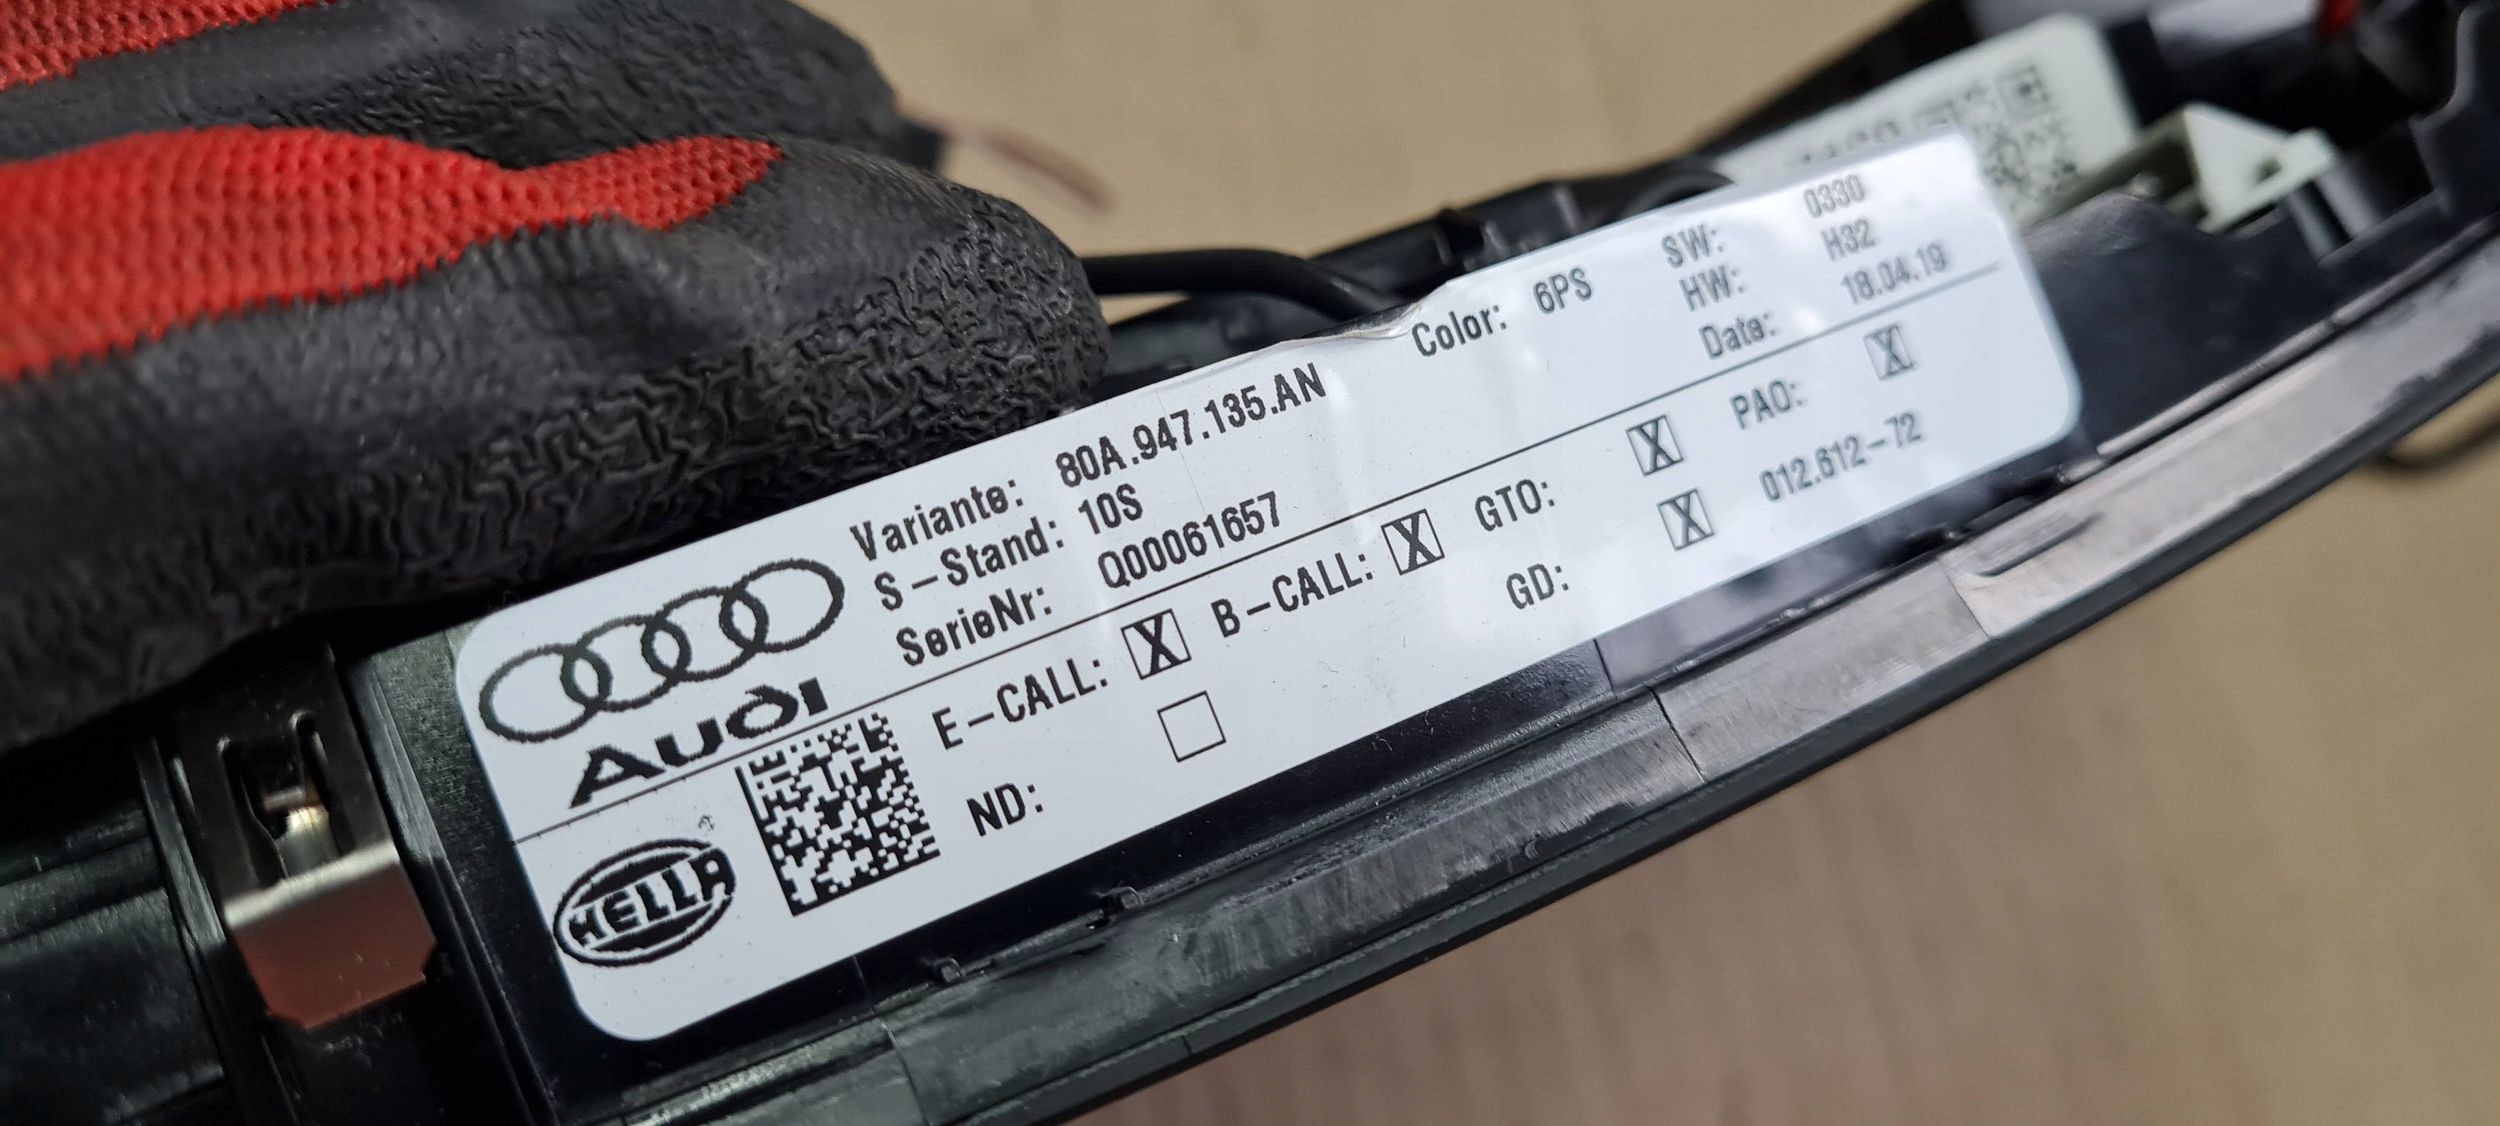 Variante: 80A.947.135.AN Color: 6PS SW: 0330
S-Stand: 10S HW: H32
SerieNr: Q00061657 Date: 18.04.19
AUDI
E-CALL: X B-CALL: X GTO: X PAO: X
ND: GD: X 012.612-72
HELLA